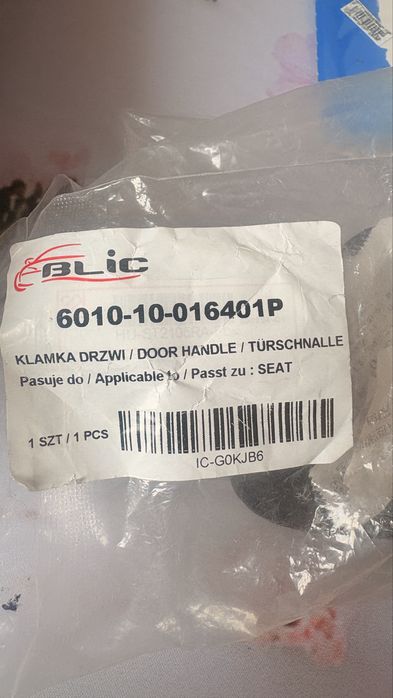 BLIC
6010-10-016401P
KLAMKA DRZWI / DOOR HANDLE / TÜRSCHNALLE
Pasuje do / Applicable to / Passt zu : SEAT
1 SZT / 1 PCS
IC-G0KJB6